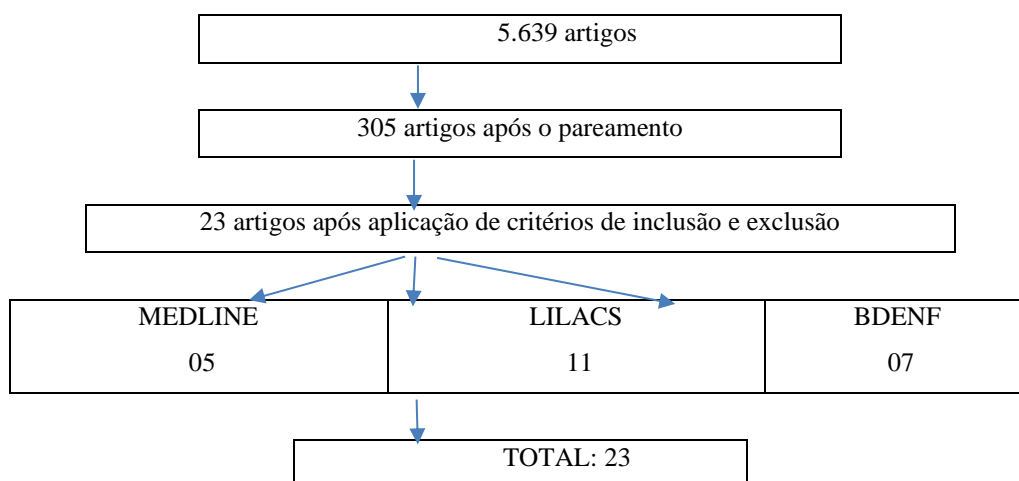 5.639 artigos
305 artigos após o pareamento
23 artigos após aplicação de critérios de inclusão e exclusão
MEDLINE LILACS BDENF
05 11 07
TOTAL: 23